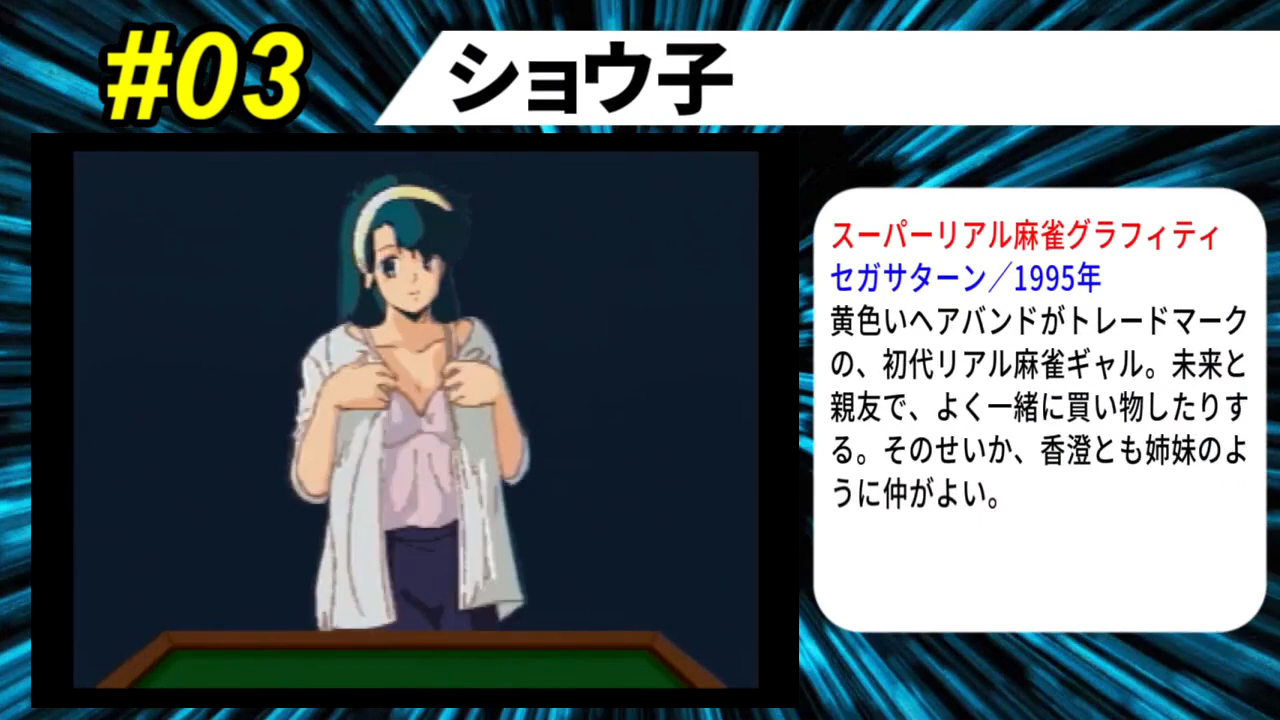 #03
ショウ子
スーパーリアル麻雀グラフィティ
セガサターン／1995年
黄色いヘアバンドがトレードマーク
の、初代リアル麻雀ギャル。未来と
親友で、よく一緒に買い物したりす
る。そのせいか、香澄とも姉妹のよ
うに仲がよい。